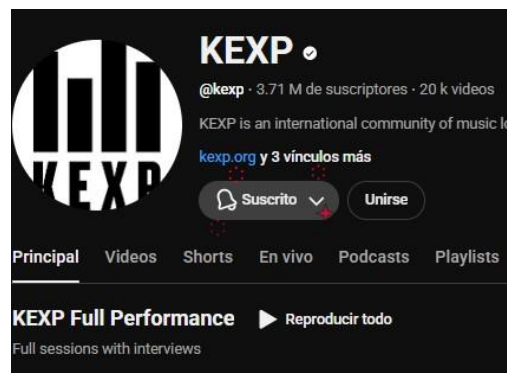 KEXP
KEXP
@kexp · 3.71 M de suscriptores · 20 k videos
KEXP is an international community of music
kexp.org y 3 vínculos más
Suscrito
Unirse
Principal Videos Shorts En vivo Podcasts Playlists
KEXP Full Performance Reproducir todo
Full sessions with interviews